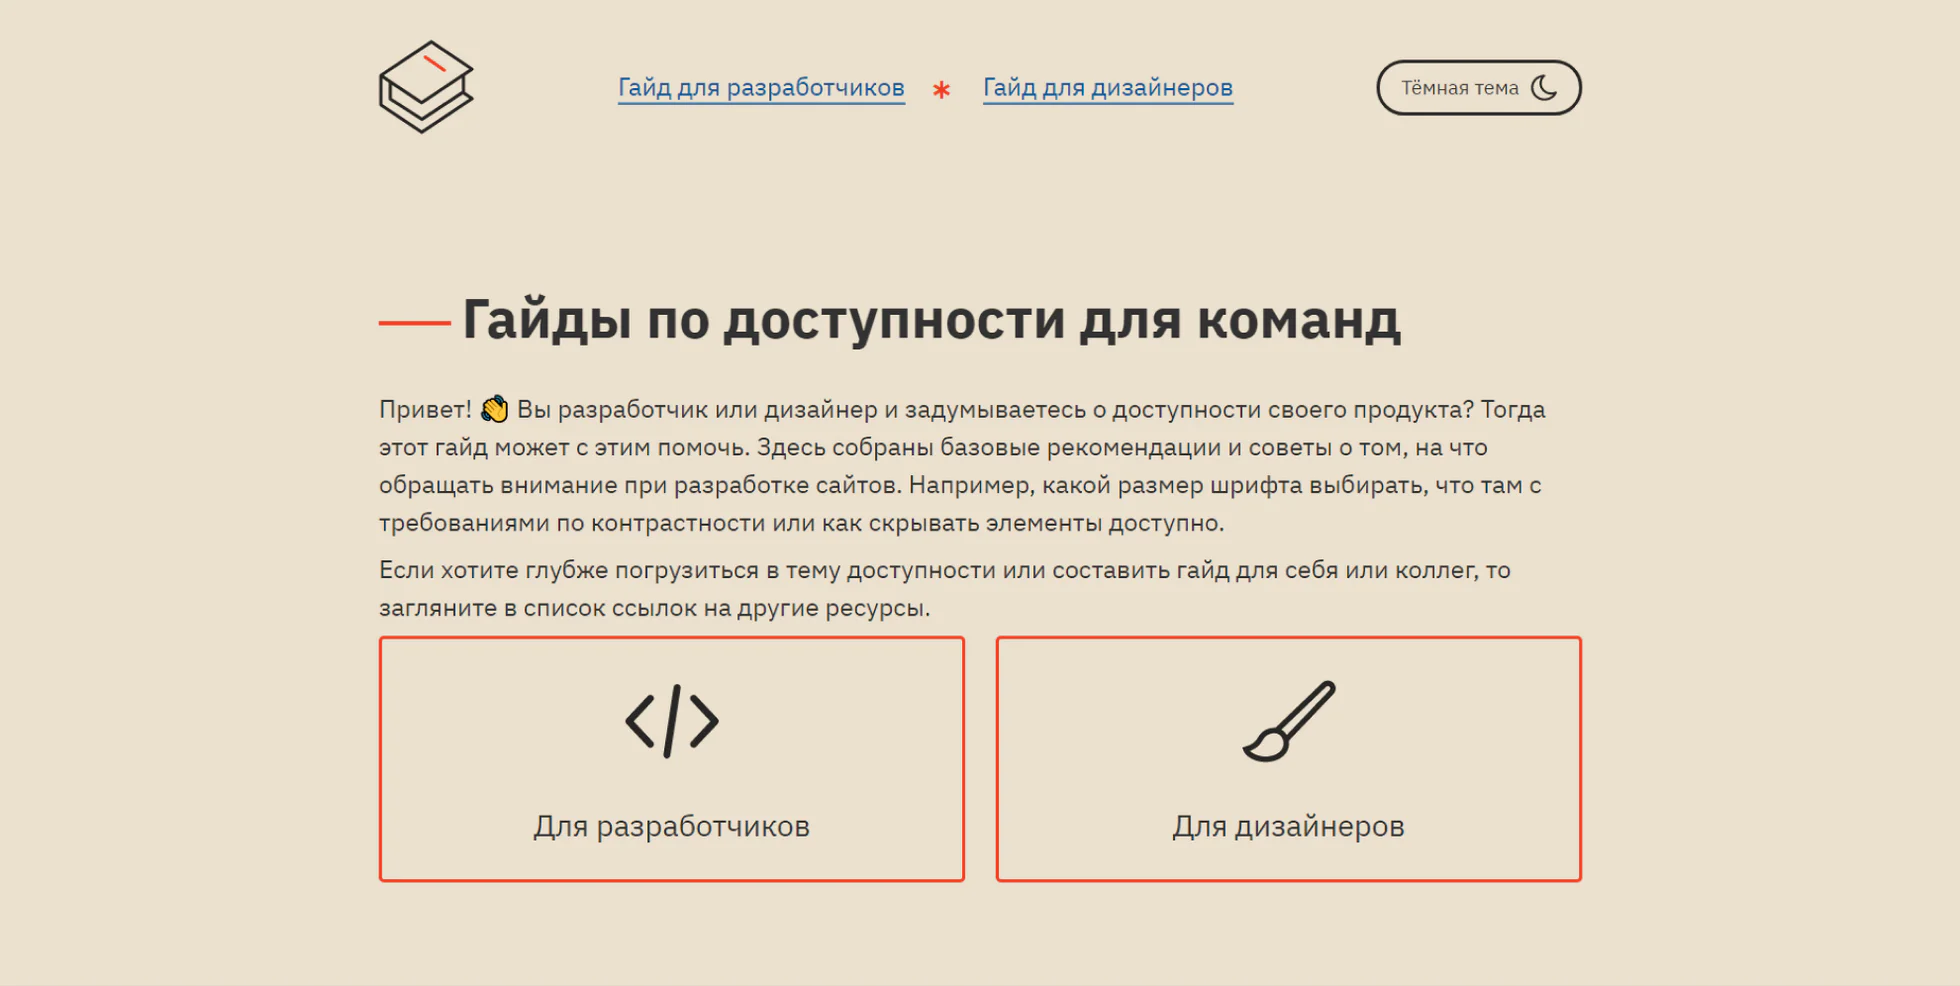 Гайд для разработчиков * Гайд для дизайнеров
Тёмная тема
Гайды по доступности для команд
Привет! 👏 Вы разработчик или дизайнер и задумываетесь о доступности своего продукта? Тогда
этот гайд может с этим помочь. Здесь собраны базовые рекомендации и советы о том, на что
обращать внимание при разработке сайтов. Например, какой размер шрифта выбирать, что там с
требованиями по контрастности или как скрывать элементы доступно.
Если хотите глубже погрузиться в тему доступности или составить гайд для себя или коллег, то
загляните в список ссылок на другие ресурсы.
Для разработчиков
Для дизайнеров